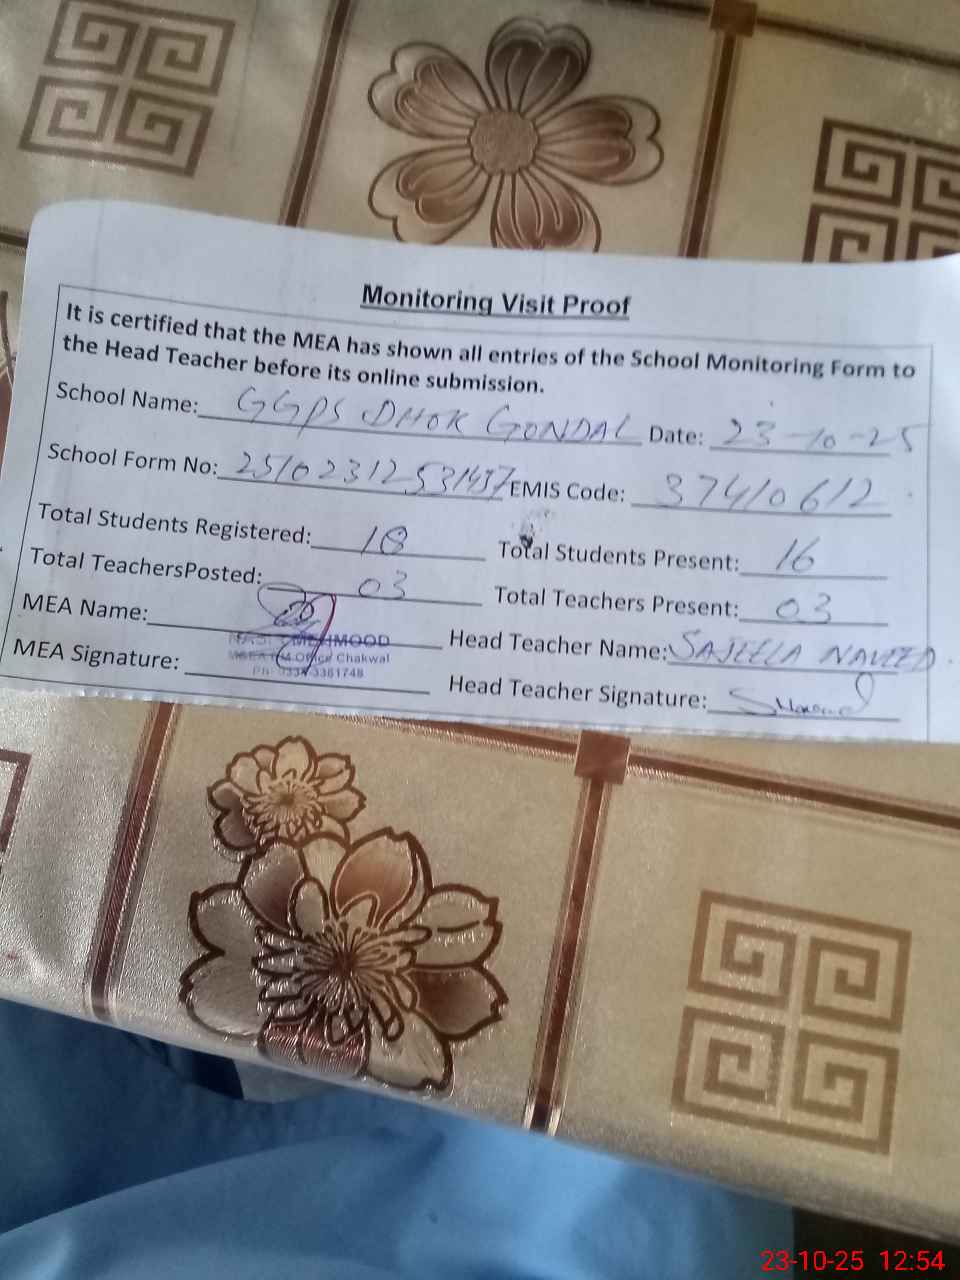 Monitoring Visit Proof
It is certified that the MEA has shown all entries of the School Monitoring Form to
the Head Teacher before its online submission.
School Name: GGPS DHOK GONDAL Date: 23-10-25
School Form No: EMIS Code: 37410612
Total Students Registered: 18 Total Students Present: 16
Total TeachersPosted: 03 Total Teachers Present: 03
MEA Name: Head Teacher Name: SAJEELA NAVEED
MEHMOOD
Office Chakwal
MEA Signature: Head Teacher Signature:
23-10-25 12:54